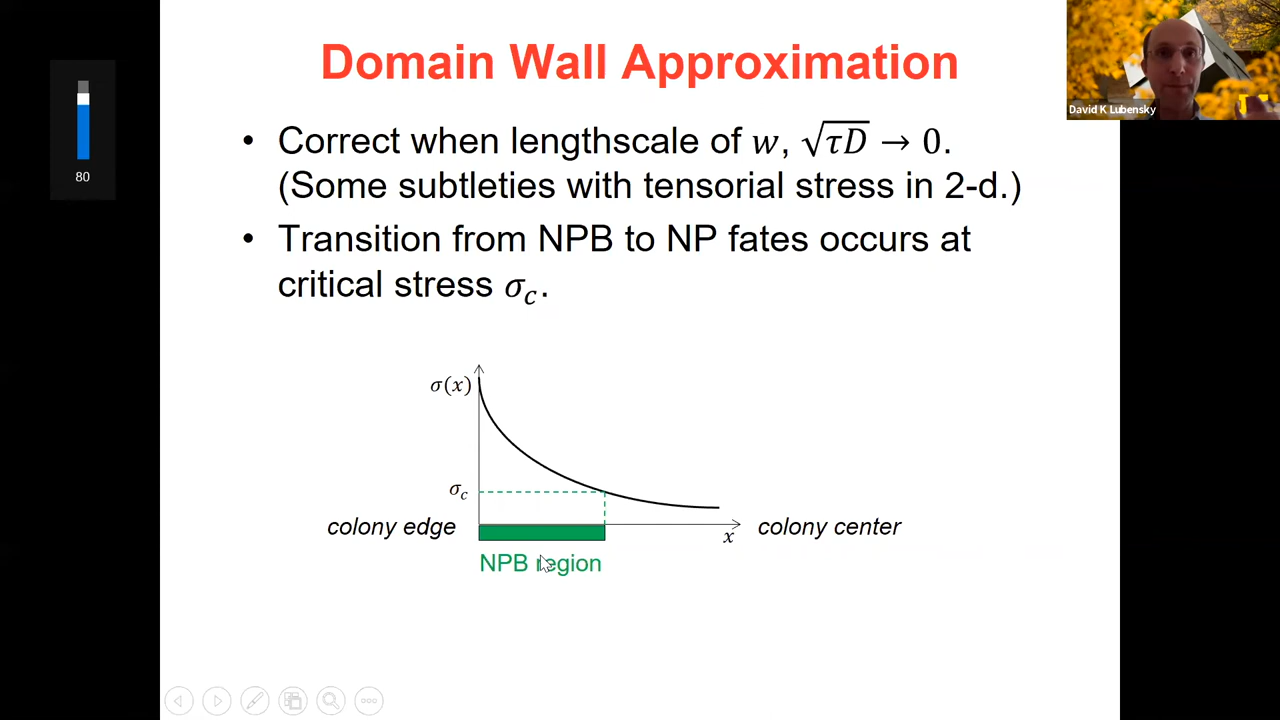 Domain Wall Approximation
• Correct when lengthscale of w, √τD → 0.
(Some subtleties with tensorial stress in 2-d.)
• Transition from NPB to NP fates occurs at
critical stress σc.
David K Lubensky
80
σ(x)
σc
colony edge
x
colony center
NPB region